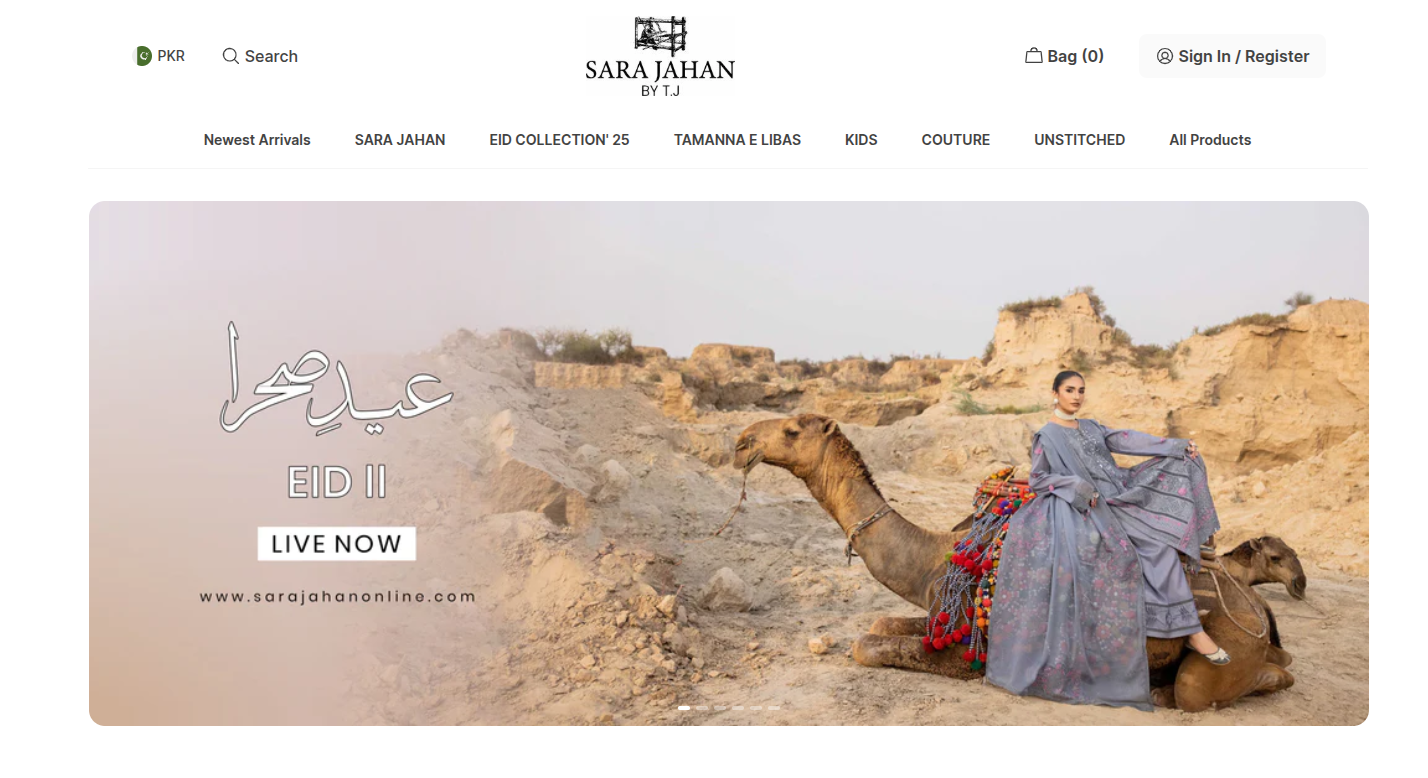 PKR
Search
SARA JAHAN
BY T.J
Bag (0)
Sign In / Register
Newest Arrivals
SARA JAHAN
EID COLLECTION' 25
TAMANNA E LIBAS
KIDS
COUTURE
UNSTITCHED
All Products
عیدِ صحرا
EID II
LIVE NOW
www.sarajahanonline.com